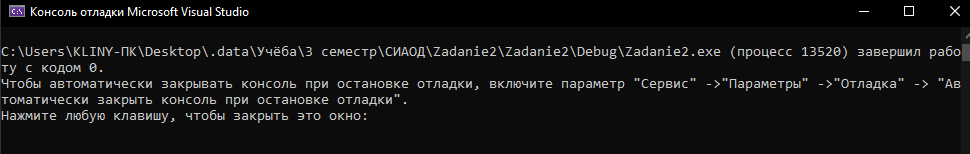 Консоль отладки Microsoft Visual Studio
C:\Users\KLINY-ПК\Desktop\.data\Учёба\3 семестр\СИАОД\Zadanie2\Zadanie2\Debug\Zadanie2.exe (процесс 13520) завершил рабо
ту с кодом 0.
Чтобы автоматически закрывать консоль при остановке отладки, включите параметр "Сервис" ->"Параметры" ->"Отладка" -> "Ав
томатически закрыть консоль при остановке отладки".
Нажмите любую клавишу, чтобы закрыть это окно: